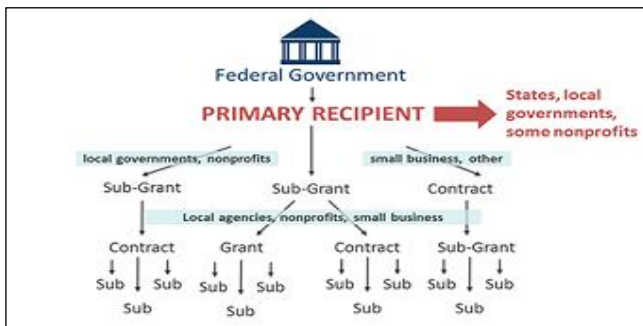 Federal Government
PRIMARY RECIPIENT
States, local
governments,
some nonprofits
local governments, nonprofits
small business, other
Sub-Grant
Sub-Grant
Contract
Local agencies, nonprofits, small business
Contract
Grant
Contract
Sub-Grant
Sub
Sub
Sub
Sub
Sub
Sub
Sub
Sub
Sub
Sub
Sub
Sub